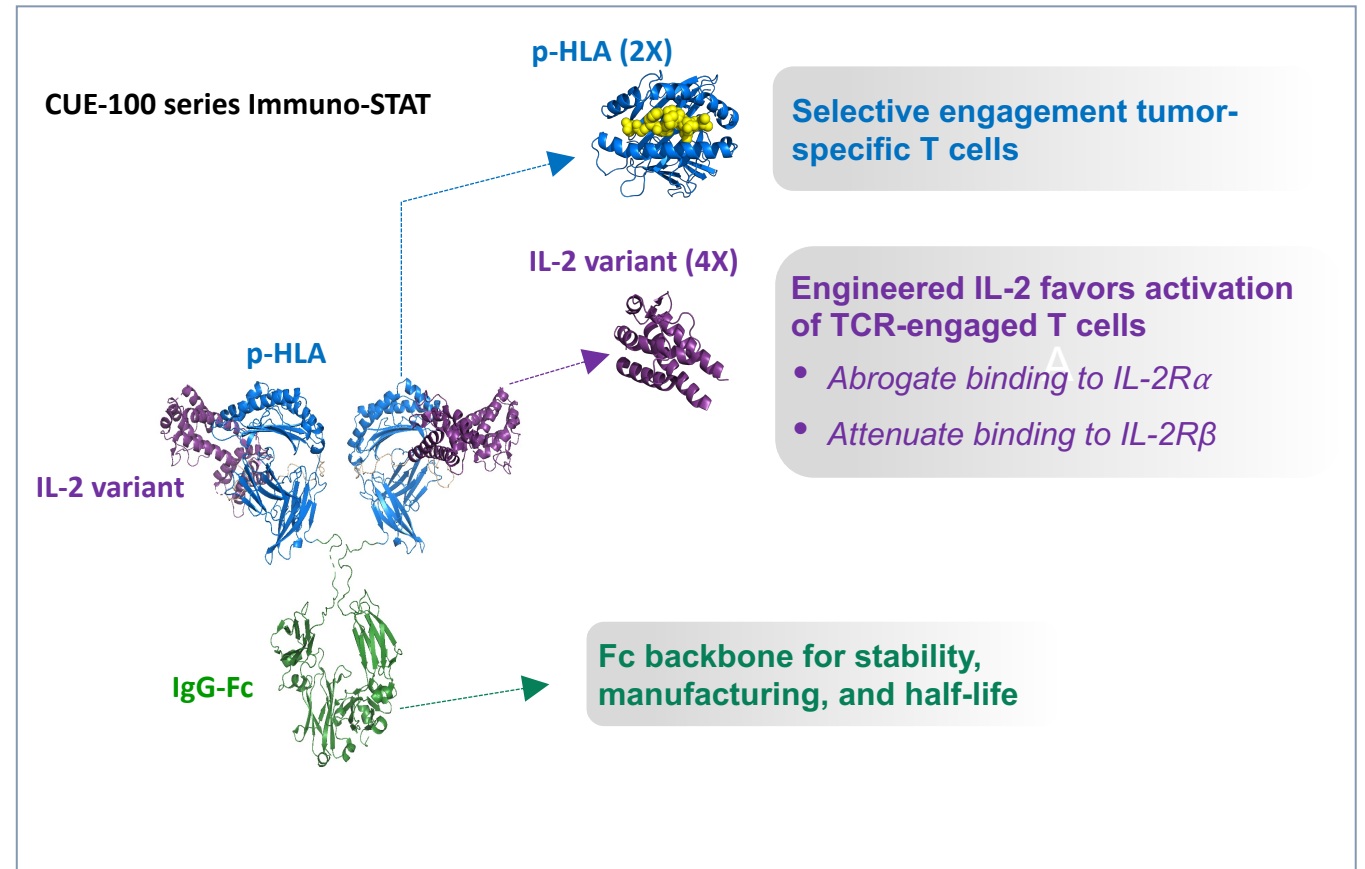 p-HLA (2X)
CUE-100 series Immuno-STAT
Selective engagement tumor-
specific T cells
IL-2 variant (4X)
Engineered IL-2 favors activation
of TCR-engaged T cells
A
• Abrogate binding to IL-2Rα
• Attenuate binding to IL-2Rβ
p-HLA
IL-2 variant
Fc backbone for stability,
manufacturing, and half-life
IgG-Fc